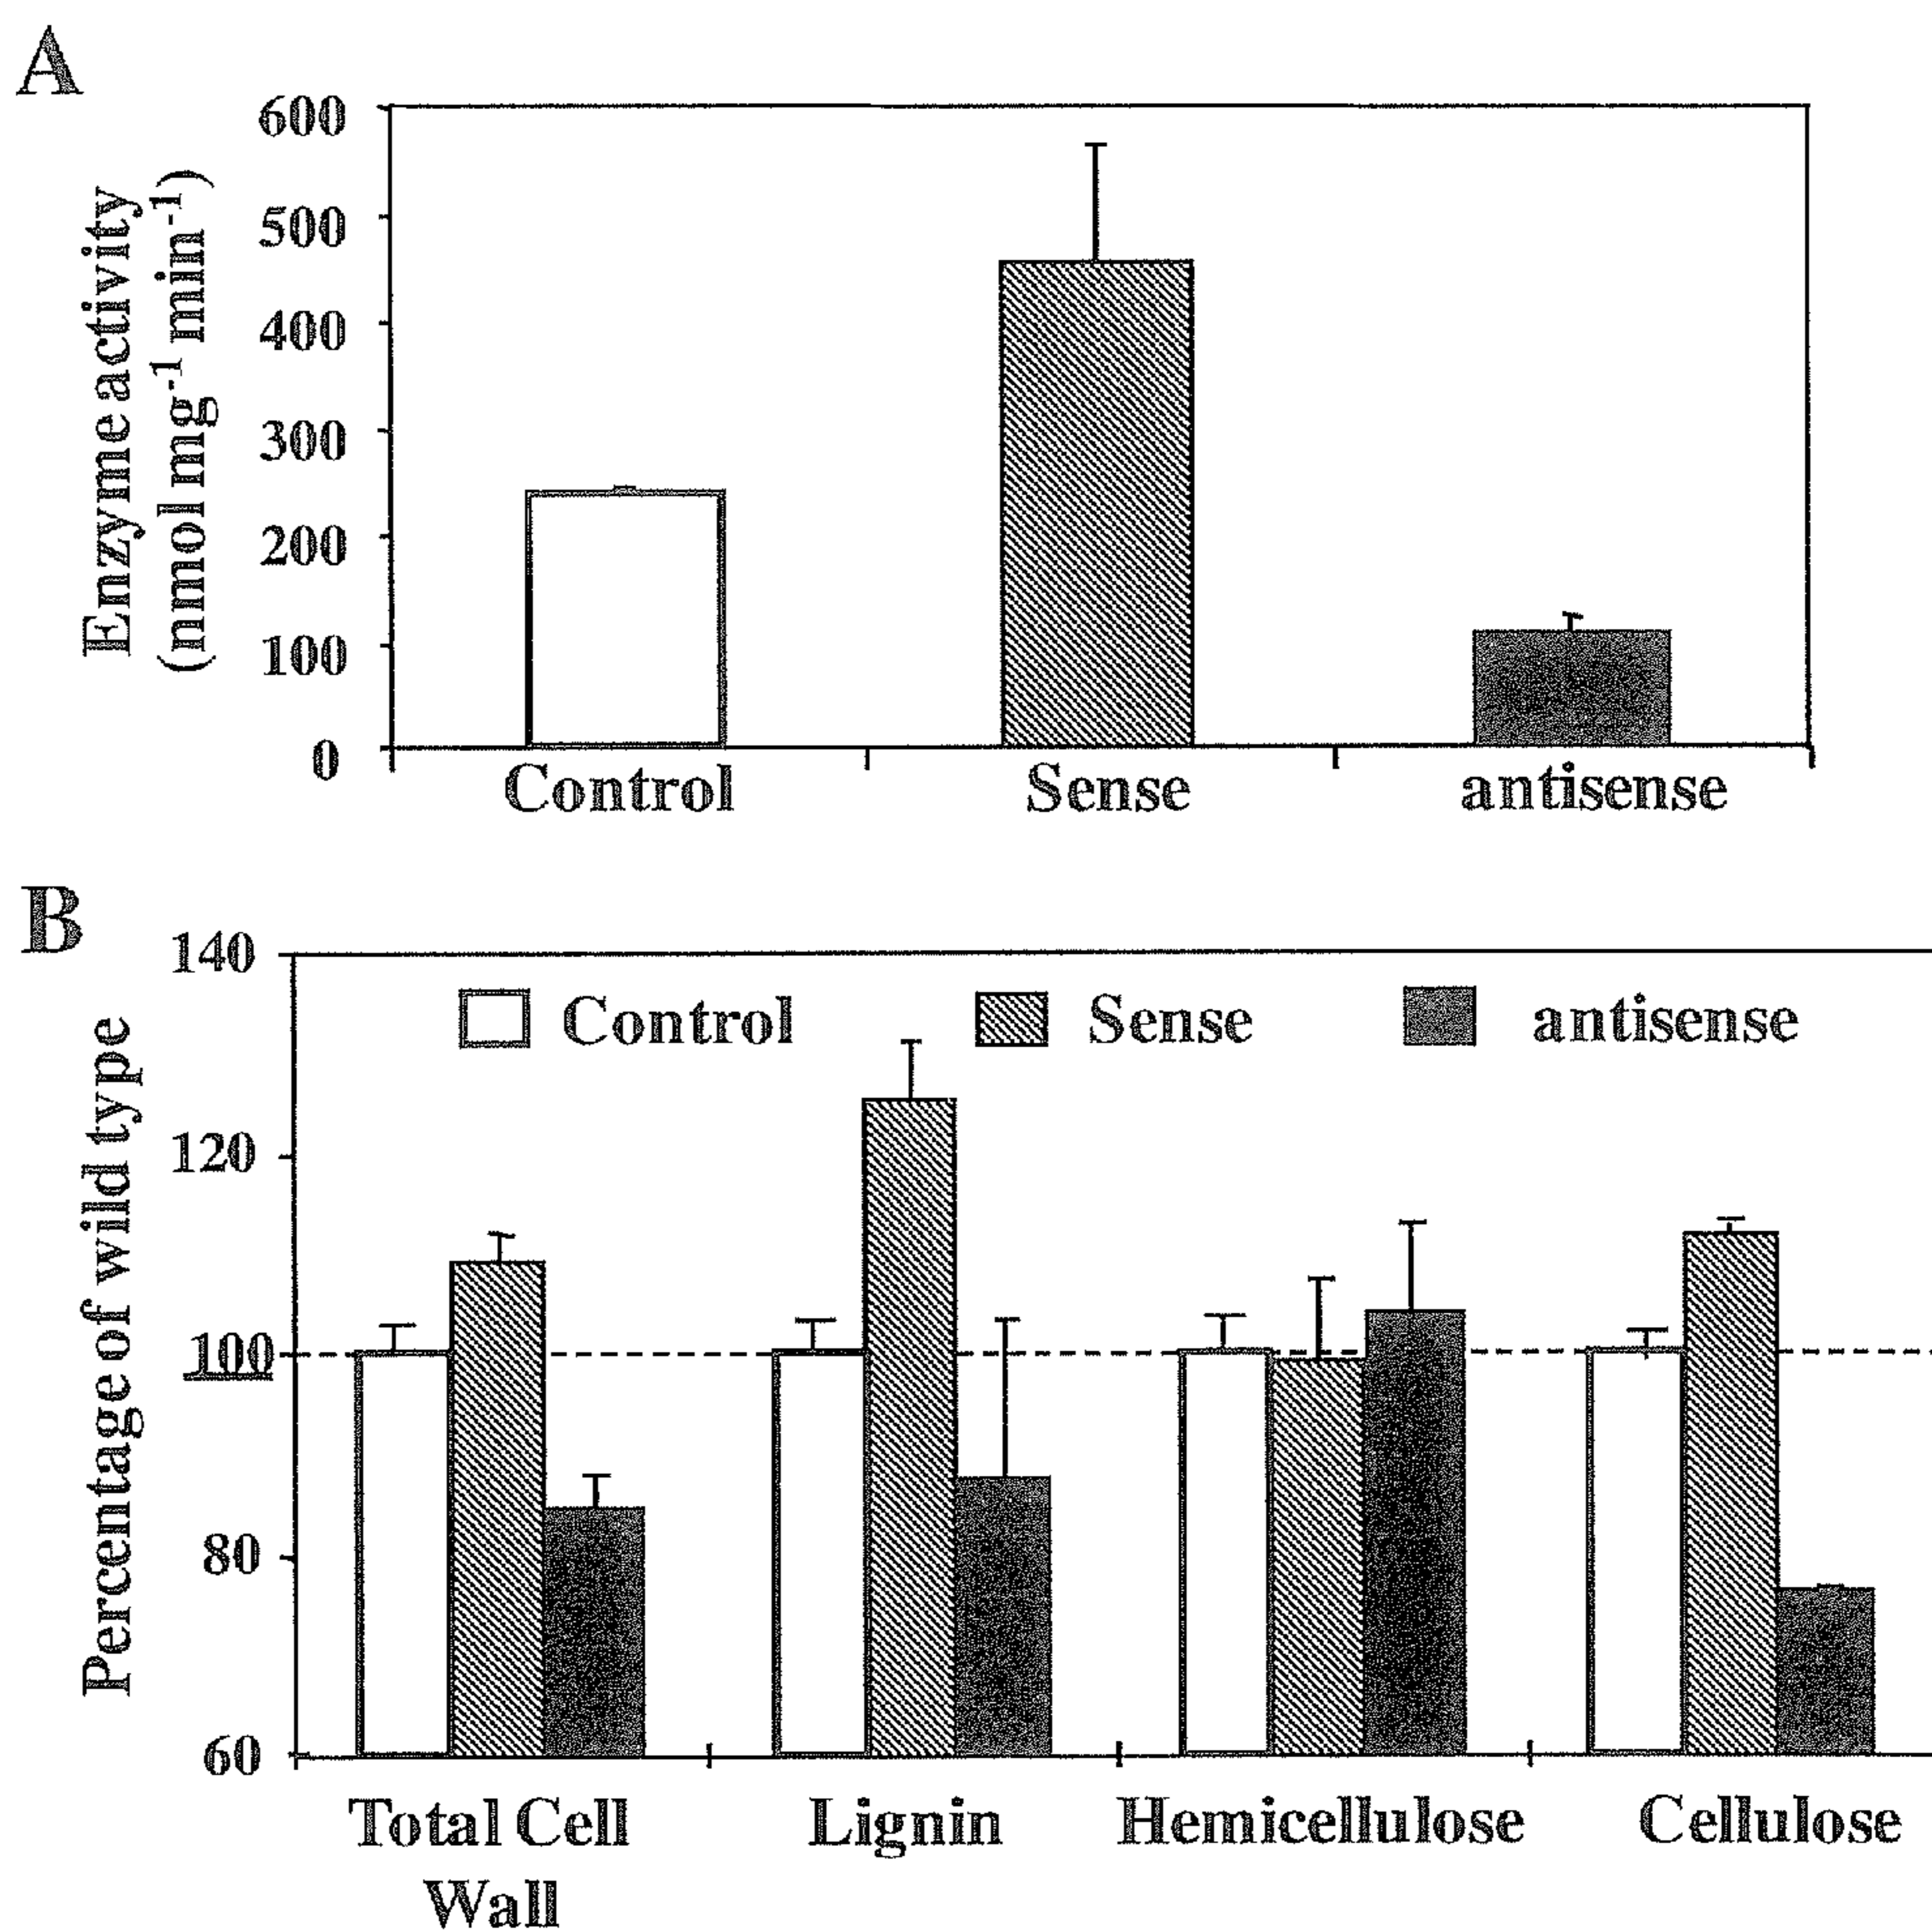 A
600
500
400
300
200
100
0
Enzyme activity
(nmol mg⁻¹ min⁻¹)
Control Sense antisense
B
140
120
100
80
60
Percentage of wild type
Control Sense antisense
Total Cell Wall
Lignin
Hemicellulose
Cellulose